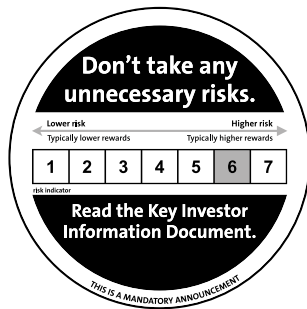 Don’t take any
unnecessary risks.
Lower risk Higher risk
Typically lower rewards Typically higher rewards
1 2 3 4 5 6 7
risk indicator
Read the Key Investor
Information Document.
THIS IS A MANDATORY ANNOUNCEMENT